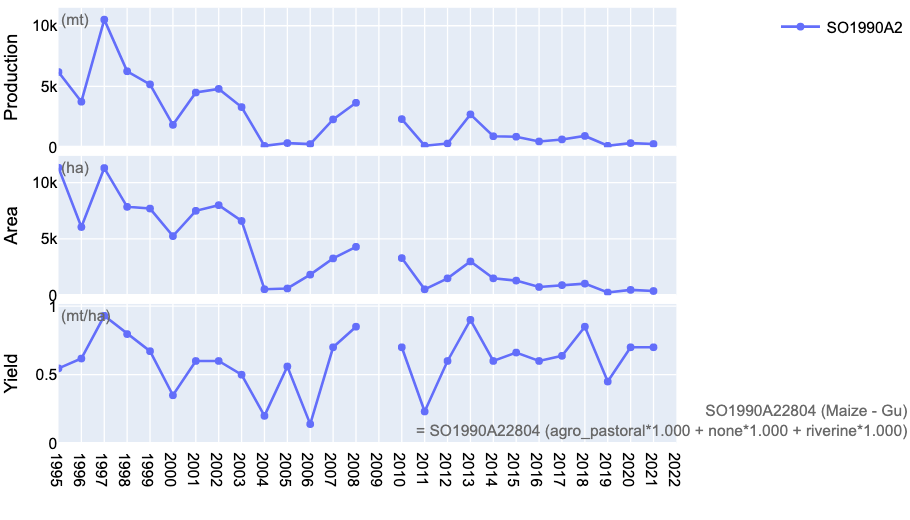 Production
10k
5k
0
(mt)
SO1990A2
Area
10k
5k
0
(ha)
Yield
1
0.5
0
(mt/ha)
SO1990A22804 (Maize - Gu)
= SO1990A22804 (agro_pastoral*1.000 + none*1.000 + riverine*1.000)
1995
1996
1997
1998
1999
2000
2001
2002
2003
2004
2005
2006
2007
2008
2009
2010
2011
2012
2013
2014
2015
2016
2017
2018
2019
2020
2021
2022